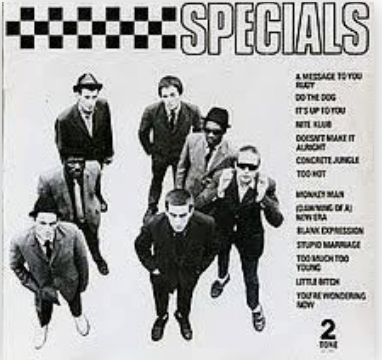 SPECIALS
A MESSAGE TO YOU
RUDY
DO THE DOG
IT'S UP TO YOU
NITE KLUB
DOESN'T MAKE IT
ALRIGHT
CONCRETE JUNGLE
TOO HOT
MONKEY MAN
(DAWNING OF A)
NEW ERA
BLANK EXPRESSION
STUPID MARRIAGE
TOO MUCH TOO
YOUNG
LITTLE BITCH
YOU'RE WONDERING
NOW
2
TONE